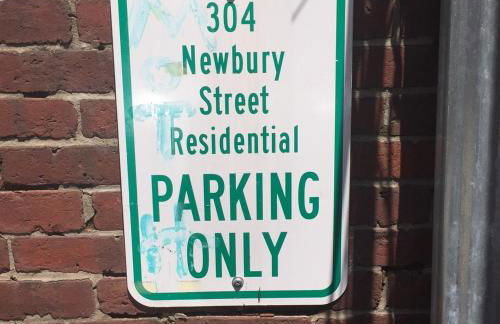 304
Newbury
Street
Residential
PARKING
ONLY